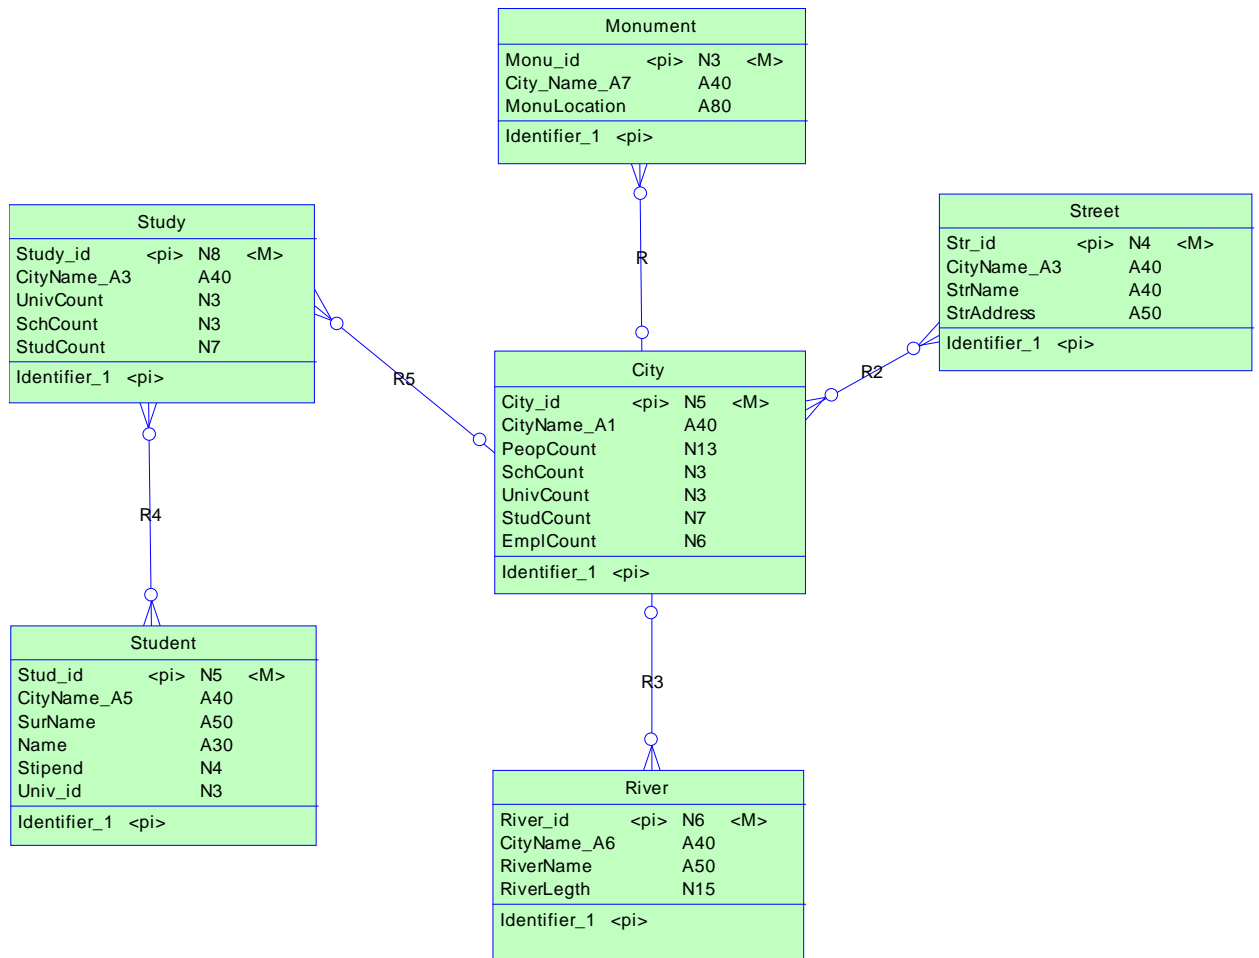 Monument
Monu_id <pi> N3 <M>
City_Name_A7 A40
MonuLocation A80
Identifier_1 <pi>
Study
Study_id <pi> N8 <M>
CityName_A3 A40
UnivCount N3
SchCount N3
StudCount N7
Identifier_1 <pi>
Street
Str_id <pi> N4 <M>
CityName_A3 A40
StrName A40
StrAddress A50
Identifier_1 <pi>
R
R5
R2
City
City_id <pi> N5 <M>
CityName_A1 A40
PeopCount N13
SchCount N3
UnivCount N3
StudCount N7
EmplCount N6
Identifier_1 <pi>
R4
Student
Stud_id <pi> N5 <M>
CityName_A5 A40
SurName A50
Name A30
Stipend N4
Univ_id N3
Identifier_1 <pi>
R3
River
River_id <pi> N6 <M>
CityName_A6 A40
RiverName A50
RiverLegth N15
Identifier_1 <pi>